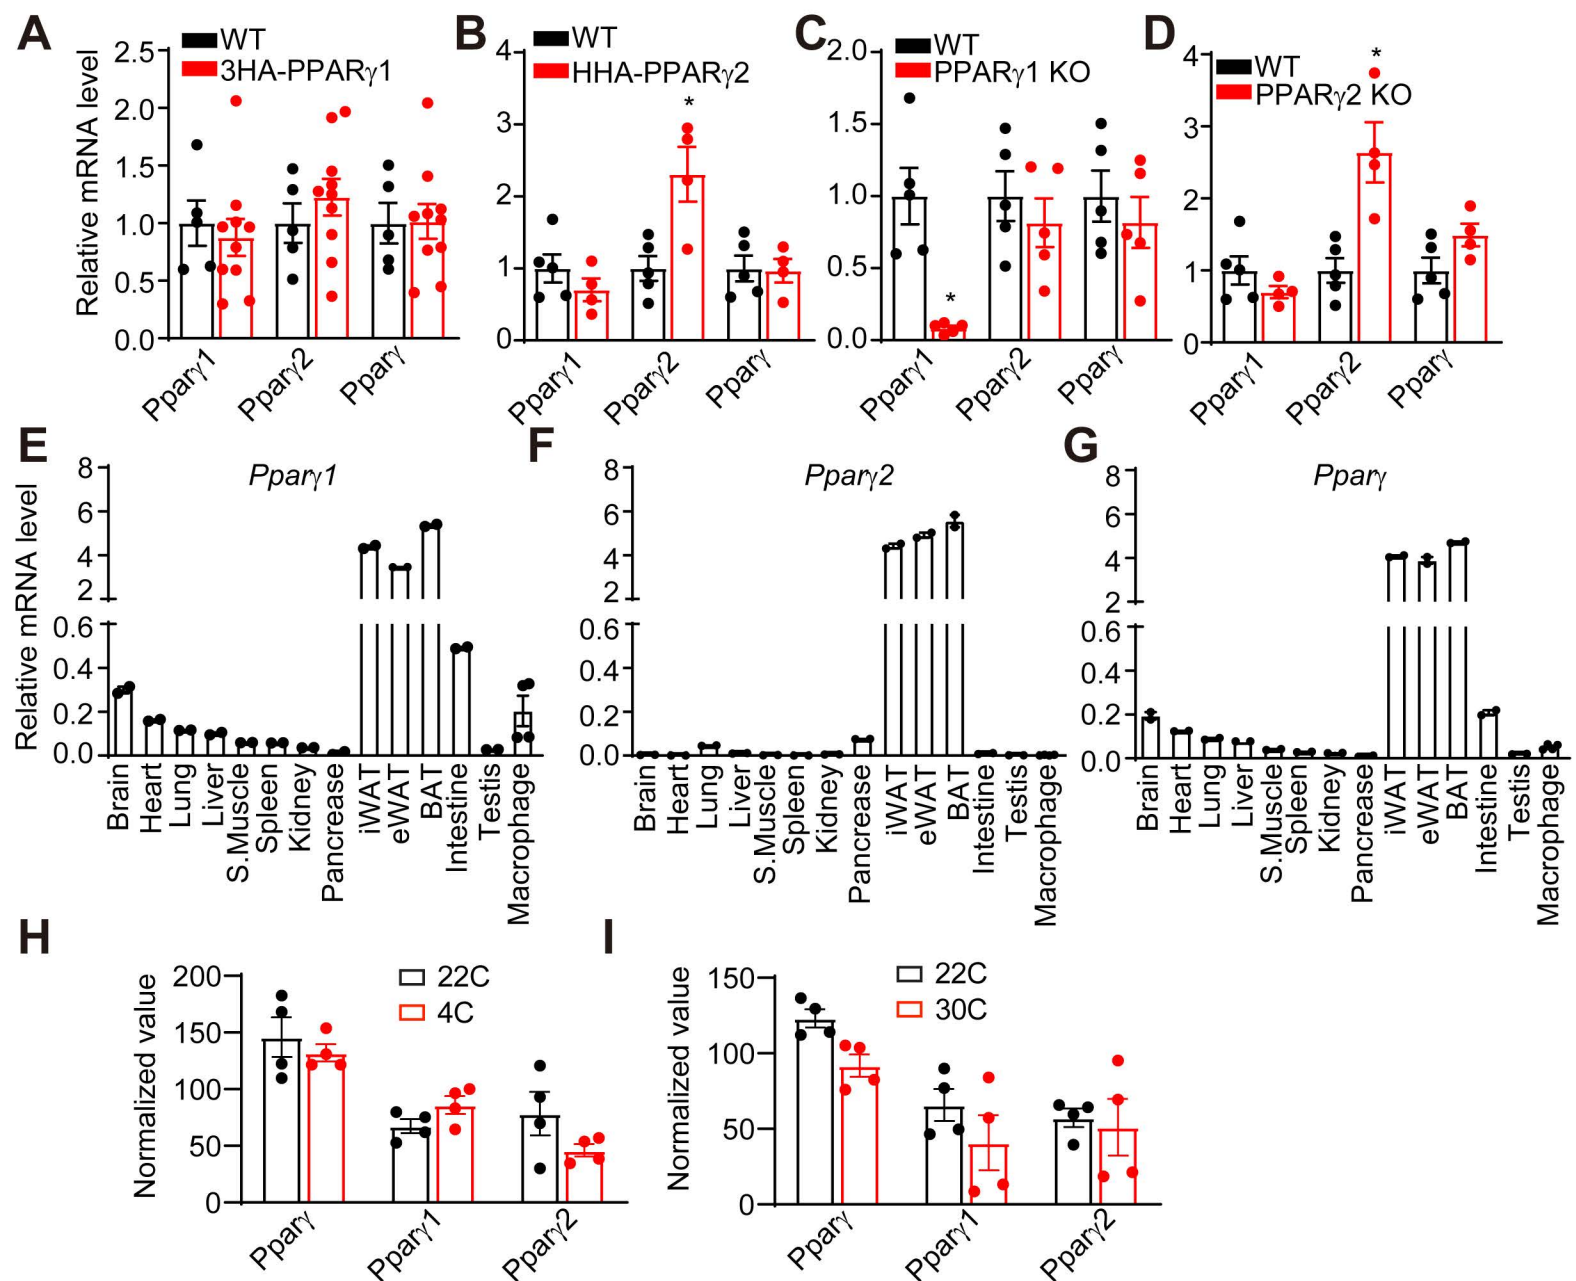 A
Relative mRNA level
2.5
2.0
1.5
1.0
0.5
0.0
WT
3HA-PPARγ1
Pparγ1
Pparγ2
Pparγ
B
4
3
2
1
0
WT
HHA-PPARγ2
*
Pparγ1
Pparγ2
Pparγ
C
2.0
1.5
1.0
0.5
0.0
WT
PPARγ1 KO
*
Pparγ1
Pparγ2
Pparγ
D
4
3
2
1
0
WT
PPARγ2 KO
*
Pparγ1
Pparγ2
Pparγ
E
Relative mRNA level
Pparγ1
8
6
4
2
0.6
0.4
0.2
0.0
Brain
Heart
Lung
Liver
S.Muscle
Spleen
Kidney
Pancrease
iWAT
eWAT
BAT
Intestine
Testis
Macrophage
F
Pparγ2
8
6
4
2
0.6
0.4
0.2
0.0
Brain
Heart
Lung
Liver
S.Muscle
Spleen
Kidney
Pancrease
iWAT
eWAT
BAT
Intestine
Testis
Macrophage
G
Pparγ
8
6
4
2
0.6
0.4
0.2
0.0
Brain
Heart
Lung
Liver
S.Muscle
Spleen
Kidney
Pancrease
iWAT
eWAT
BAT
Intestine
Testis
Macrophage
H
Normalized value
200
150
100
50
0
22C
4C
Pparγ
Pparγ1
Pparγ2
I
Normalized value
150
100
50
0
22C
30C
Pparγ
Pparγ1
Pparγ2